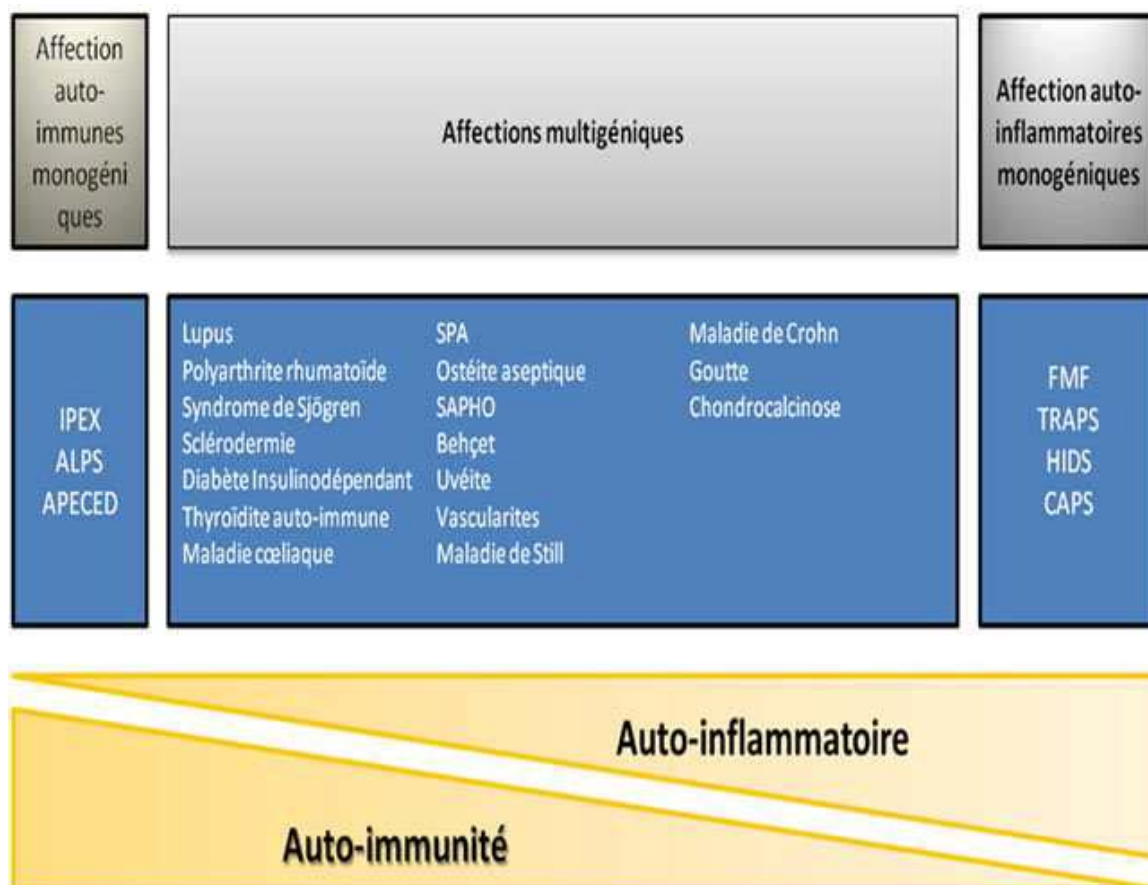 Affection
auto-
immunes
monogéni
ques
Affections multigéniques
Affection auto-
inflammatoires
monogéniques
IPEX
ALPS
APECED
Lupus
Polyarthrite rhumatoïde
Syndrome de Sjögren
Sclérodermie
Diabète Insulinodépendant
Thyroïdite auto-immune
Maladie cœliaque
SPA
Ostéite aseptique
SAPHO
Behçet
Uvéite
Vascularites
Maladie de Still
Maladie de Crohn
Goutte
Chondrocalcinose
FMF
TRAPS
HIDS
CAPS
Auto-inflammatoire
Auto-immunité